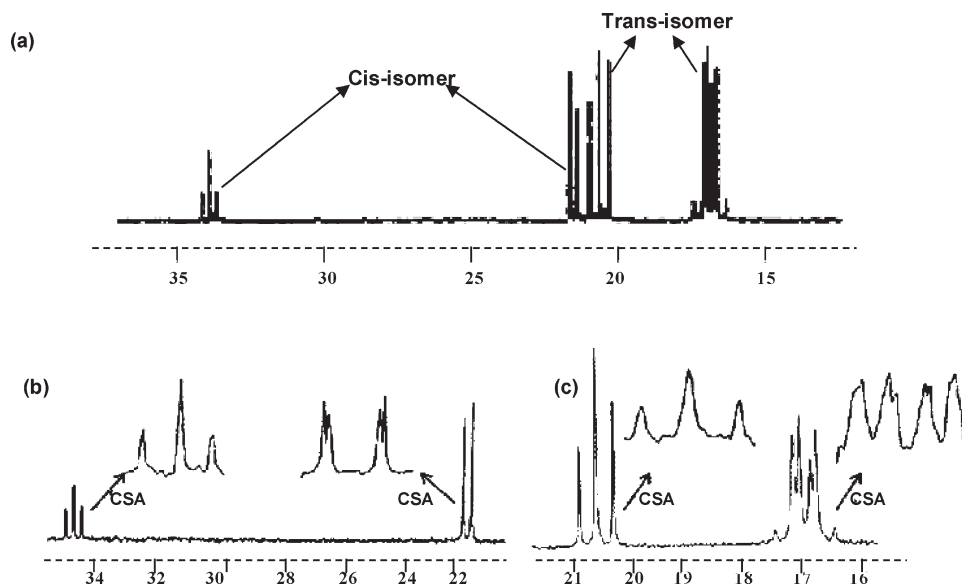 (a)
Trans-isomer
Cis-isomer
35 30 25 20 15
(b)
CSA CSA
34 32 30 28 26 24 22
(c)
CSA CSA
21 20 19 18 17 16